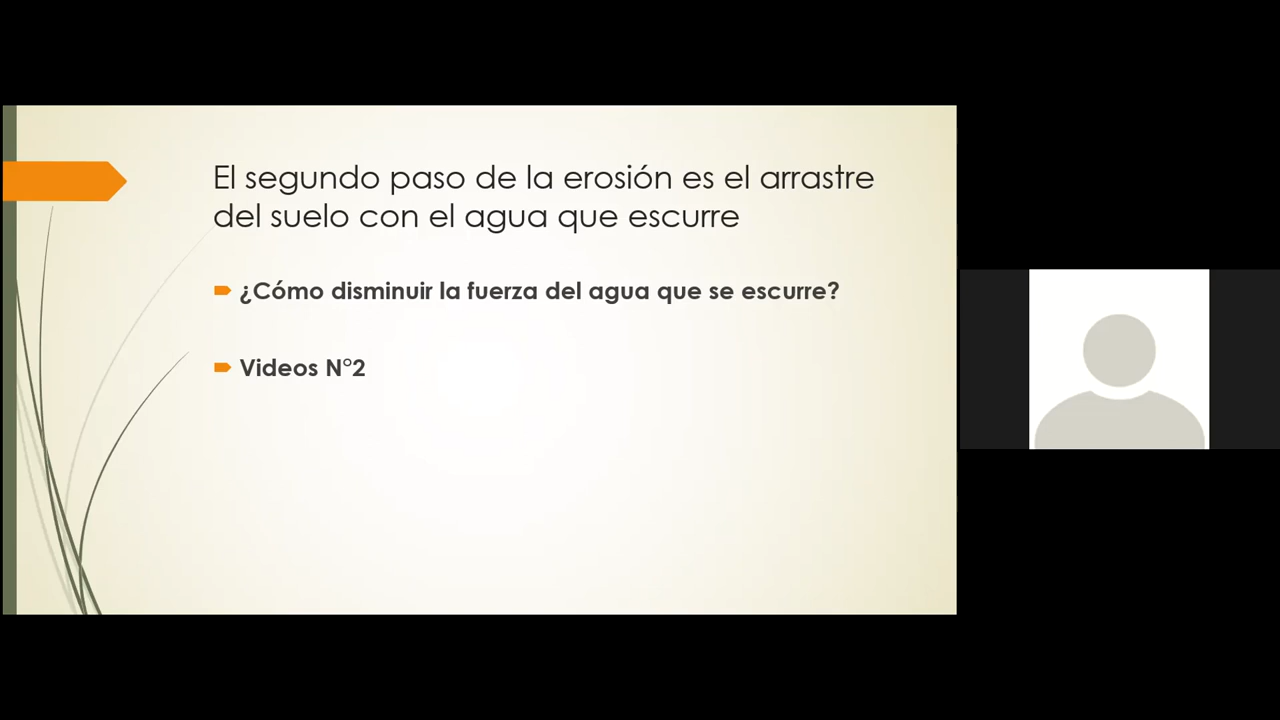 El segundo paso de la erosión es el arrastre
del suelo con el agua que escurre
¿Cómo disminuir la fuerza del agua que se escurre?
Videos N°2